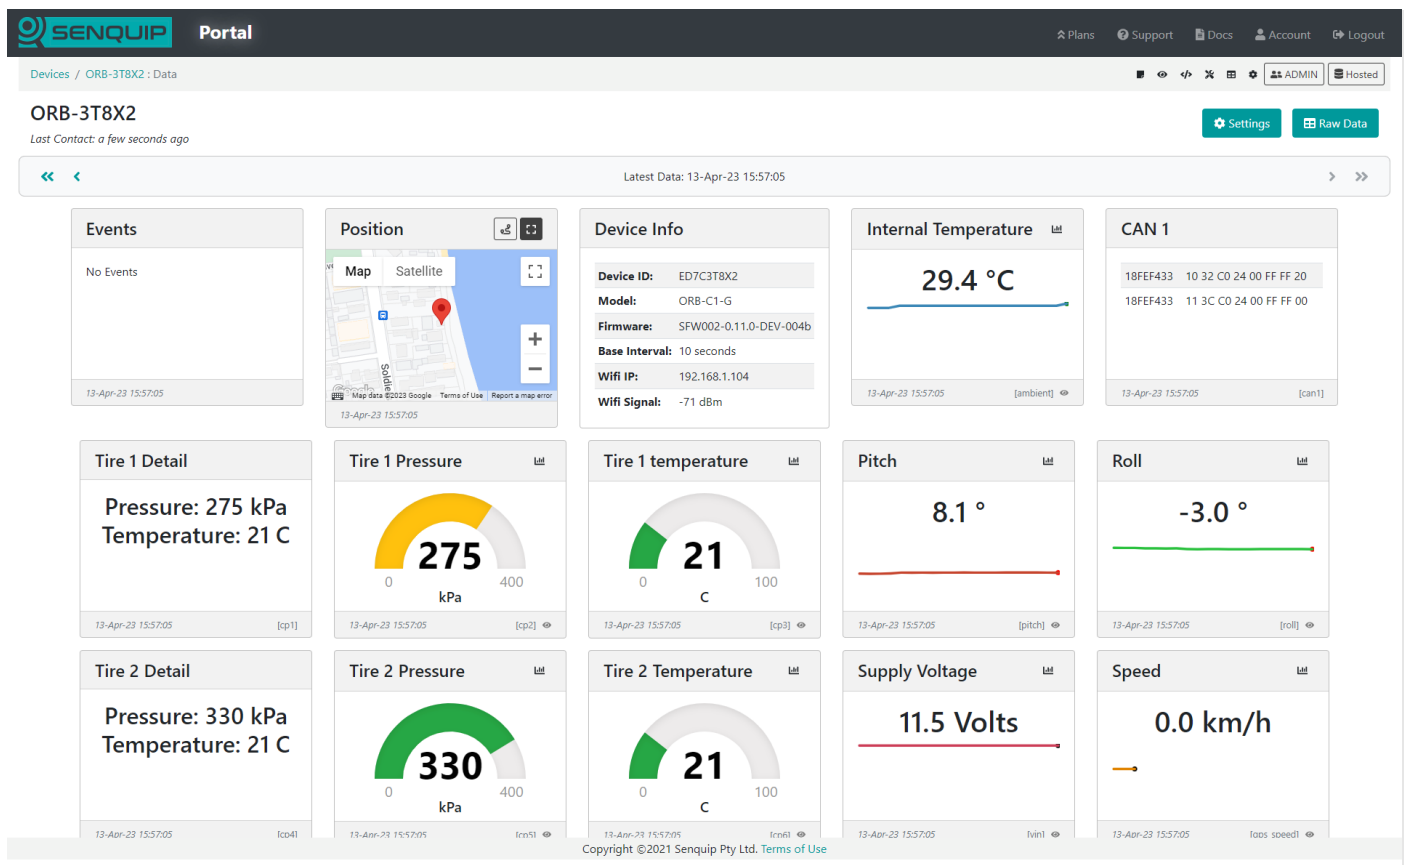 SENQUIP Portal Plans Support Docs Account Logout
Devices / ORB-3T8X2 : Data ADMIN Hosted
ORB-3T8X2
Last Contact: a few seconds ago
Settings Raw Data
Latest Data: 13-Apr-23 15:57:05
Events
No Events
13-Apr-23 15:57:05
Position
Map Satellite
Soldie
Google Map data ©2023 Google Terms of Use Report a map error
13-Apr-23 15:57:05
Device Info
Device ID: ED7C3T8X2
Model: ORB-C1-G
Firmware: SFW002-0.11.0-DEV-004b
Base Interval: 10 seconds
Wifi IP: 192.168.1.104
Wifi Signal: -71 dBm
Internal Temperature
29.4 °C
13-Apr-23 15:57:05 [ambient]
CAN 1
18FEF433 10 32 C0 24 00 FF FF 20
18FEF433 11 3C C0 24 00 FF FF 00
13-Apr-23 15:57:05 [can1]
Tire 1 Detail
Pressure: 275 kPa
Temperature: 21 C
13-Apr-23 15:57:05 [cp1]
Tire 1 Pressure
275
0 400
kPa
13-Apr-23 15:57:05 [cp2]
Tire 1 temperature
21
0 100
C
13-Apr-23 15:57:05 [cp3]
Pitch
8.1 °
13-Apr-23 15:57:05 [pitch]
Roll
-3.0 °
13-Apr-23 15:57:05 [roll]
Tire 2 Detail
Pressure: 330 kPa
Temperature: 21 C
13-Apr-23 15:57:05 [cp4]
Tire 2 Pressure
330
0 400
kPa
13-Apr-23 15:57:05 [cp5]
Tire 2 Temperature
21
0 100
C
13-Apr-23 15:57:05 [cp6]
Supply Voltage
11.5 Volts
13-Apr-23 15:57:05 [vin]
Speed
0.0 km/h
13-Apr-23 15:57:05 [gps_speed]
Copyright ©2021 Senquip Pty Ltd. Terms of Use